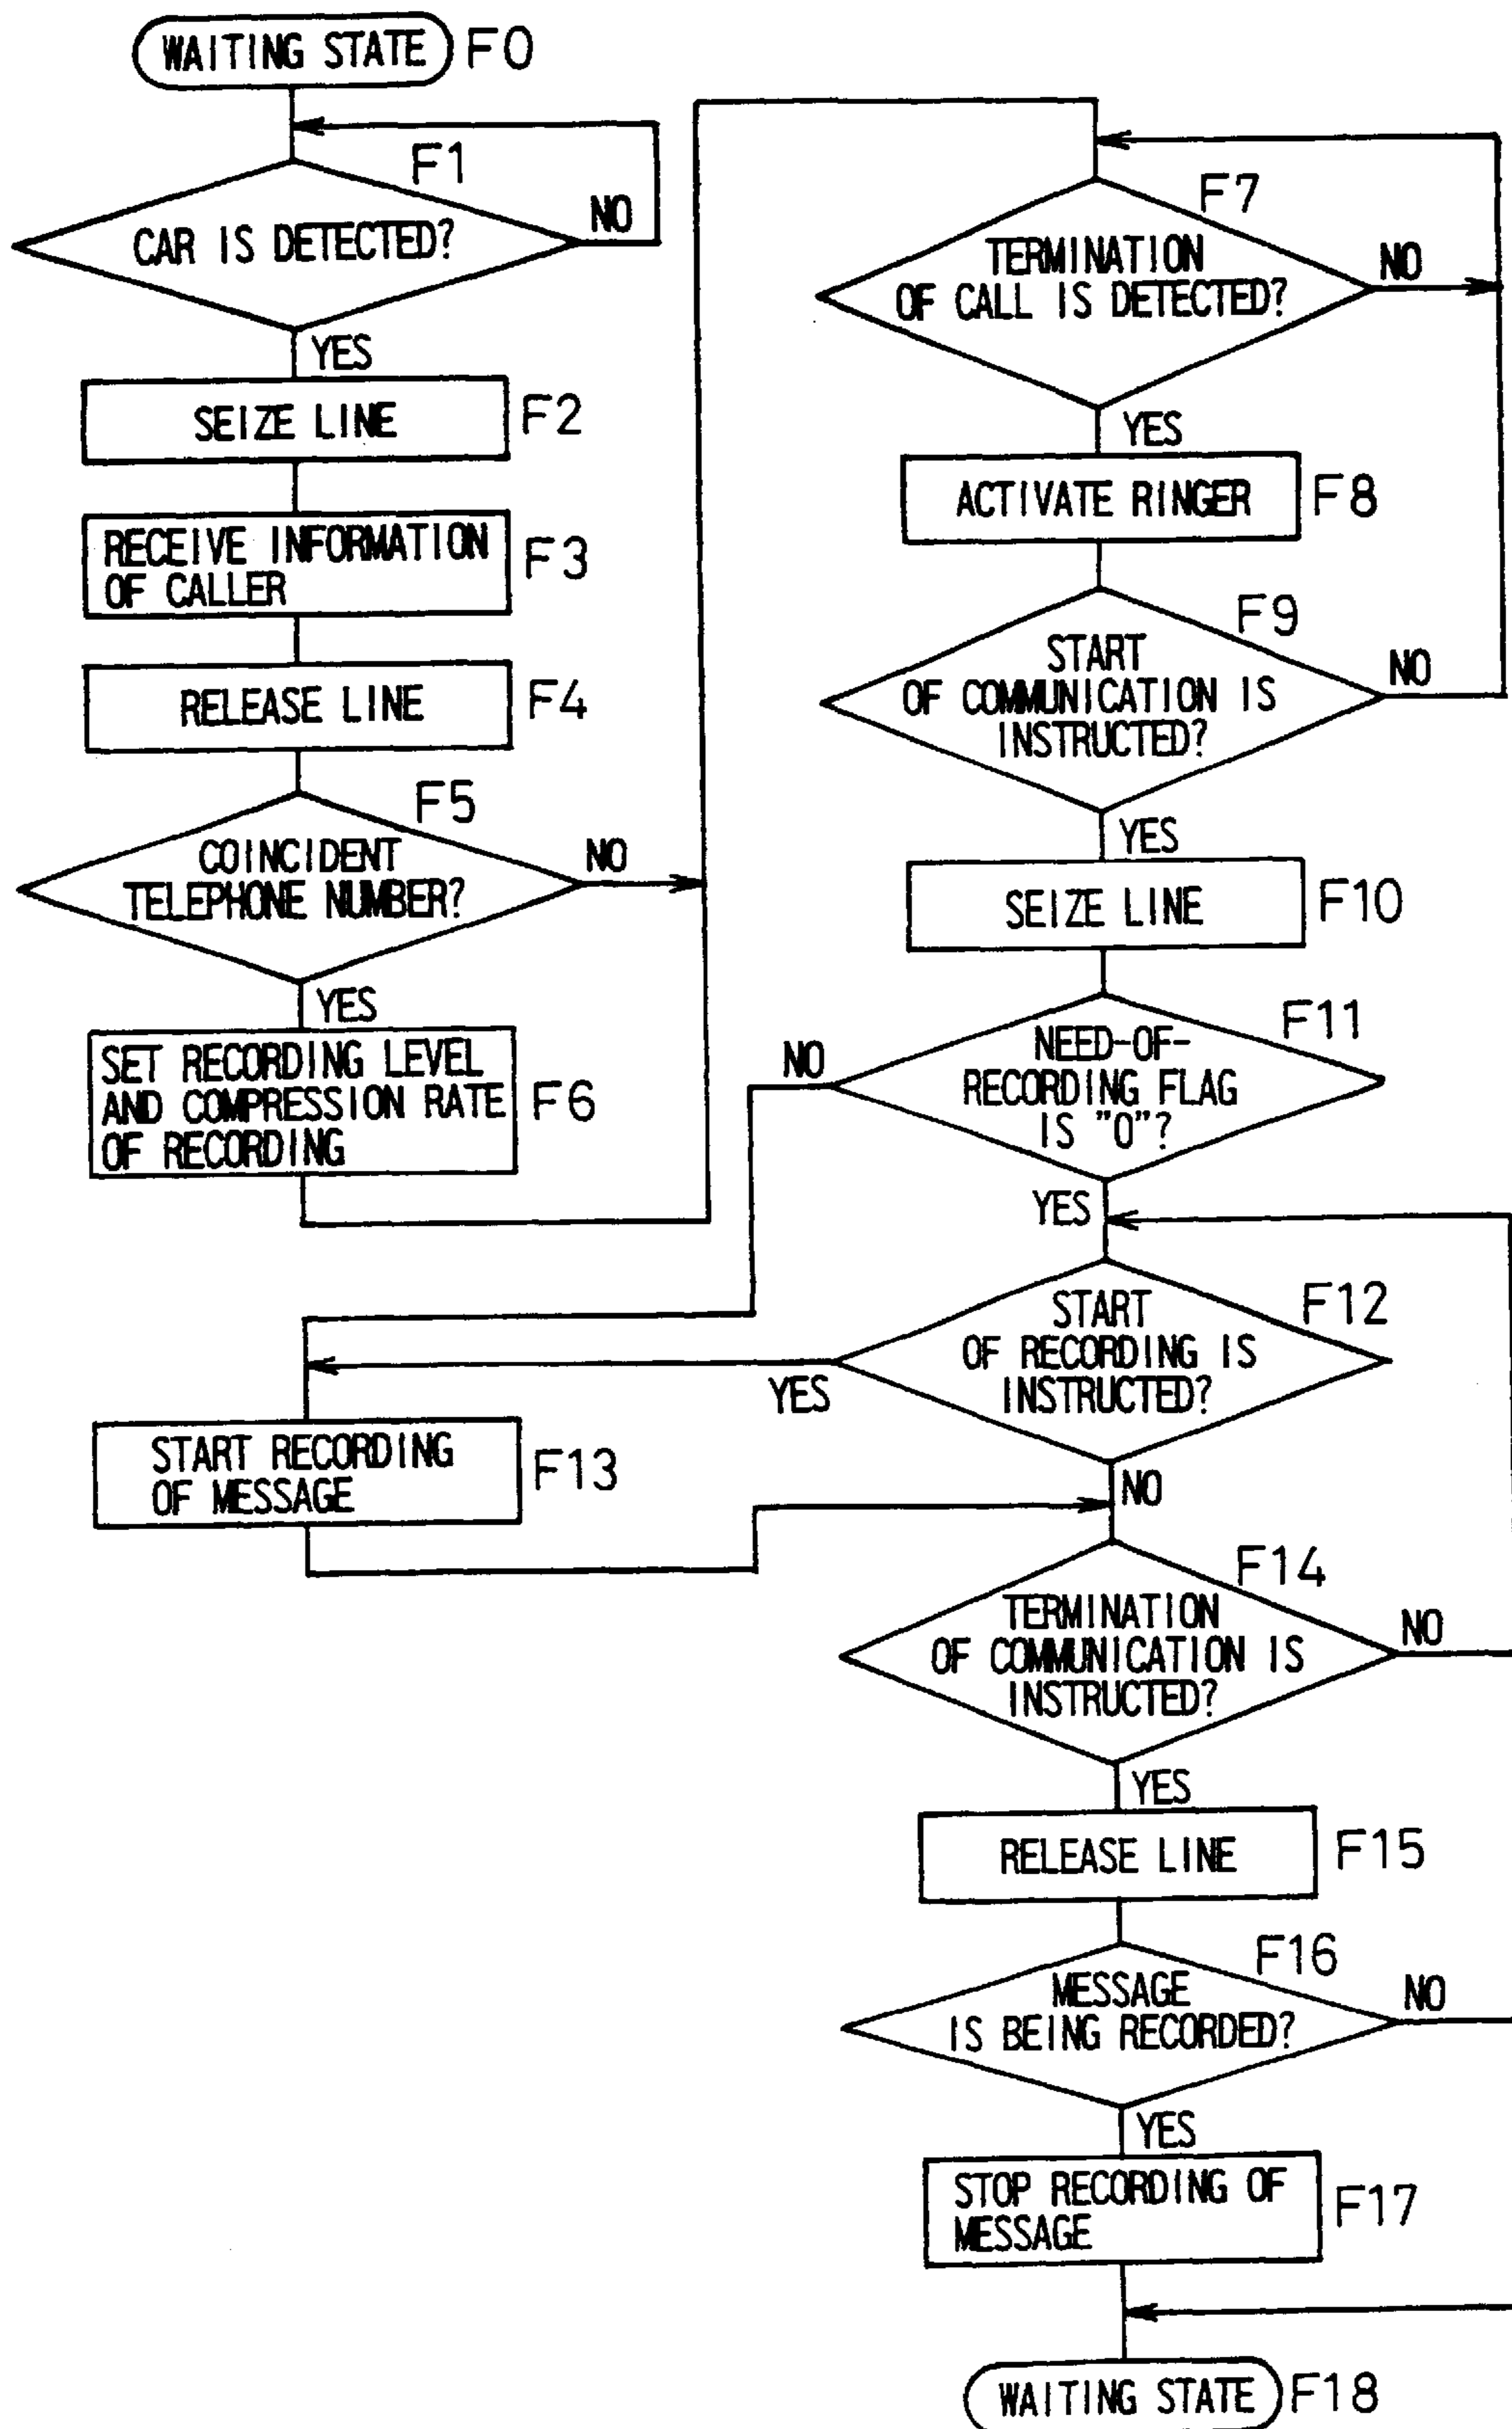 WAITING STATE F0
F1
CAR IS DETECTED?
NO
YES
SEIZE LINE
F2
RECEIVE INFORMATION
OF CALLER
F3
RELEASE LINE
F4
F5
COINCIDENT
TELEPHONE NUMBER?
NO
YES
SET RECORDING LEVEL
AND COMPRESSION RATE
OF RECORDING
F6
F7
TERMINATION
OF CALL IS DETECTED?
NO
YES
ACTIVATE RINGER
F8
F9
START
OF COMMUNICATION IS
INSTRUCTED?
NO
YES
SEIZE LINE
F10
F11
NEED-OF-
RECORDING FLAG
IS "0"?
NO
YES
F12
START
OF RECORDING IS
INSTRUCTED?
YES
NO
START RECORDING
OF MESSAGE
F13
F14
TERMINATION
OF COMMUNICATION IS
INSTRUCTED?
NO
YES
RELEASE LINE
F15
F16
MESSAGE
IS BEING RECORDED?
NO
YES
STOP RECORDING OF
MESSAGE
F17
WAITING STATE F18